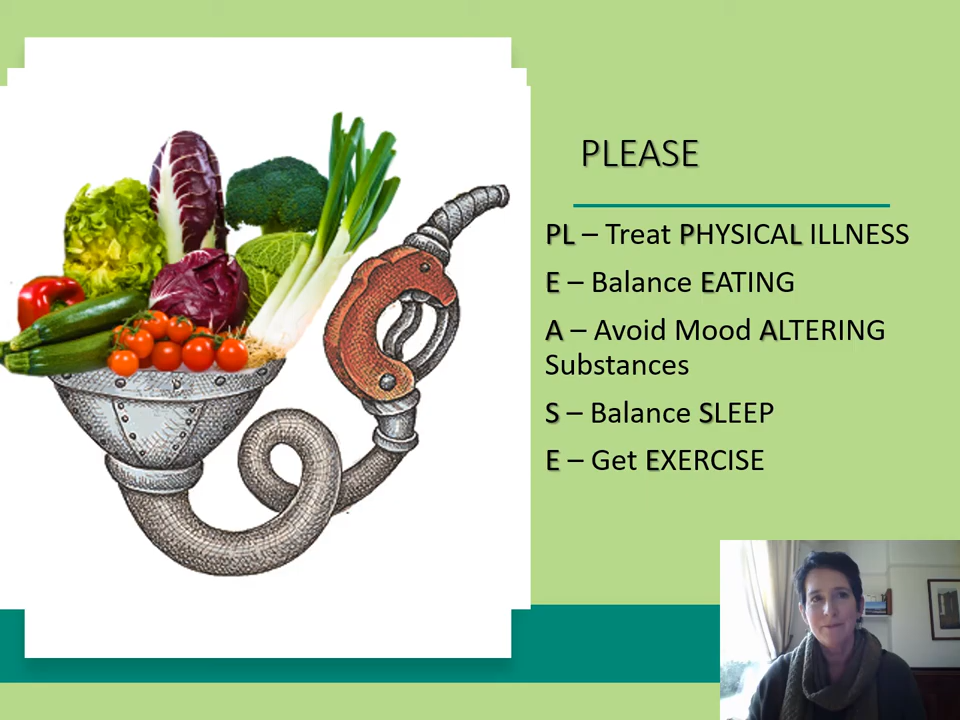 PLEASE
PL – Treat PHYSICAL ILLNESS
E – Balance EATING
A – Avoid Mood ALTERING
Substances
S – Balance SLEEP
E – Get EXERCISE